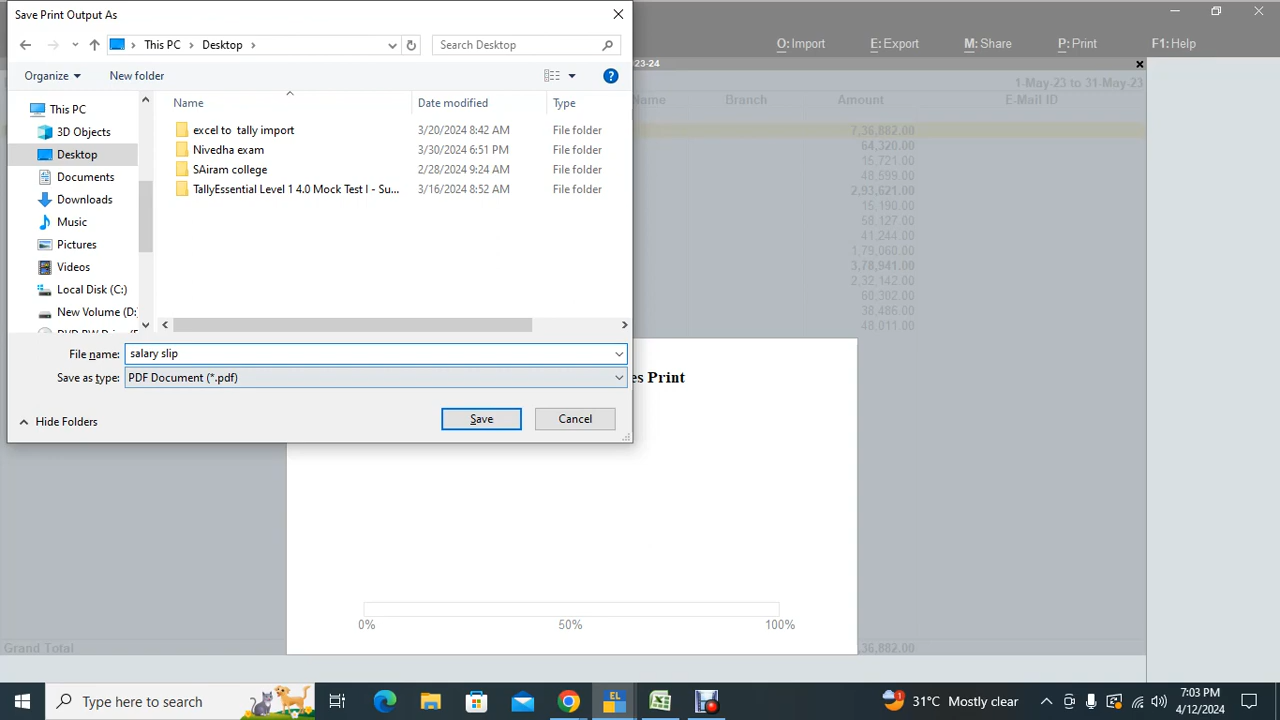 Save Print Output As
This PC
Desktop
Search Desktop
O: Import
E: Export
M: Share
P: Print
F1: Help
Organize
New folder
23-24
1-May-23 to 31-May-23
This PC
3D Objects
Desktop
Documents
Downloads
Music
Pictures
Videos
Local Disk (C:)
New Volume (D:
Name
Date modified
Type
excel to tally import
3/20/2024 8:42 AM
File folder
Nivedha exam
3/30/2024 6:51 PM
File folder
SAiram college
2/28/2024 9:24 AM
File folder
TallyEssential Level 1 4.0 Mock Test I - Su...
3/16/2024 8:52 AM
File folder
Name
Branch
Amount
E-Mail ID
7,36,882.00
64,320.00
15,721.00
48,599.00
2,93,621.00
15,190.00
58,127.00
41,244.00
1,79,060.00
3,78,941.00
2,32,142.00
60,302.00
38,486.00
48,011.00
File name:
salary slip
Save as type:
PDF Document (*.pdf)
Hide Folders
Save
Cancel
es Print
0%
50%
100%
Grand Total
,36,882.00
Type here to search
EL
31°C Mostly clear
7:03 PM
4/12/2024